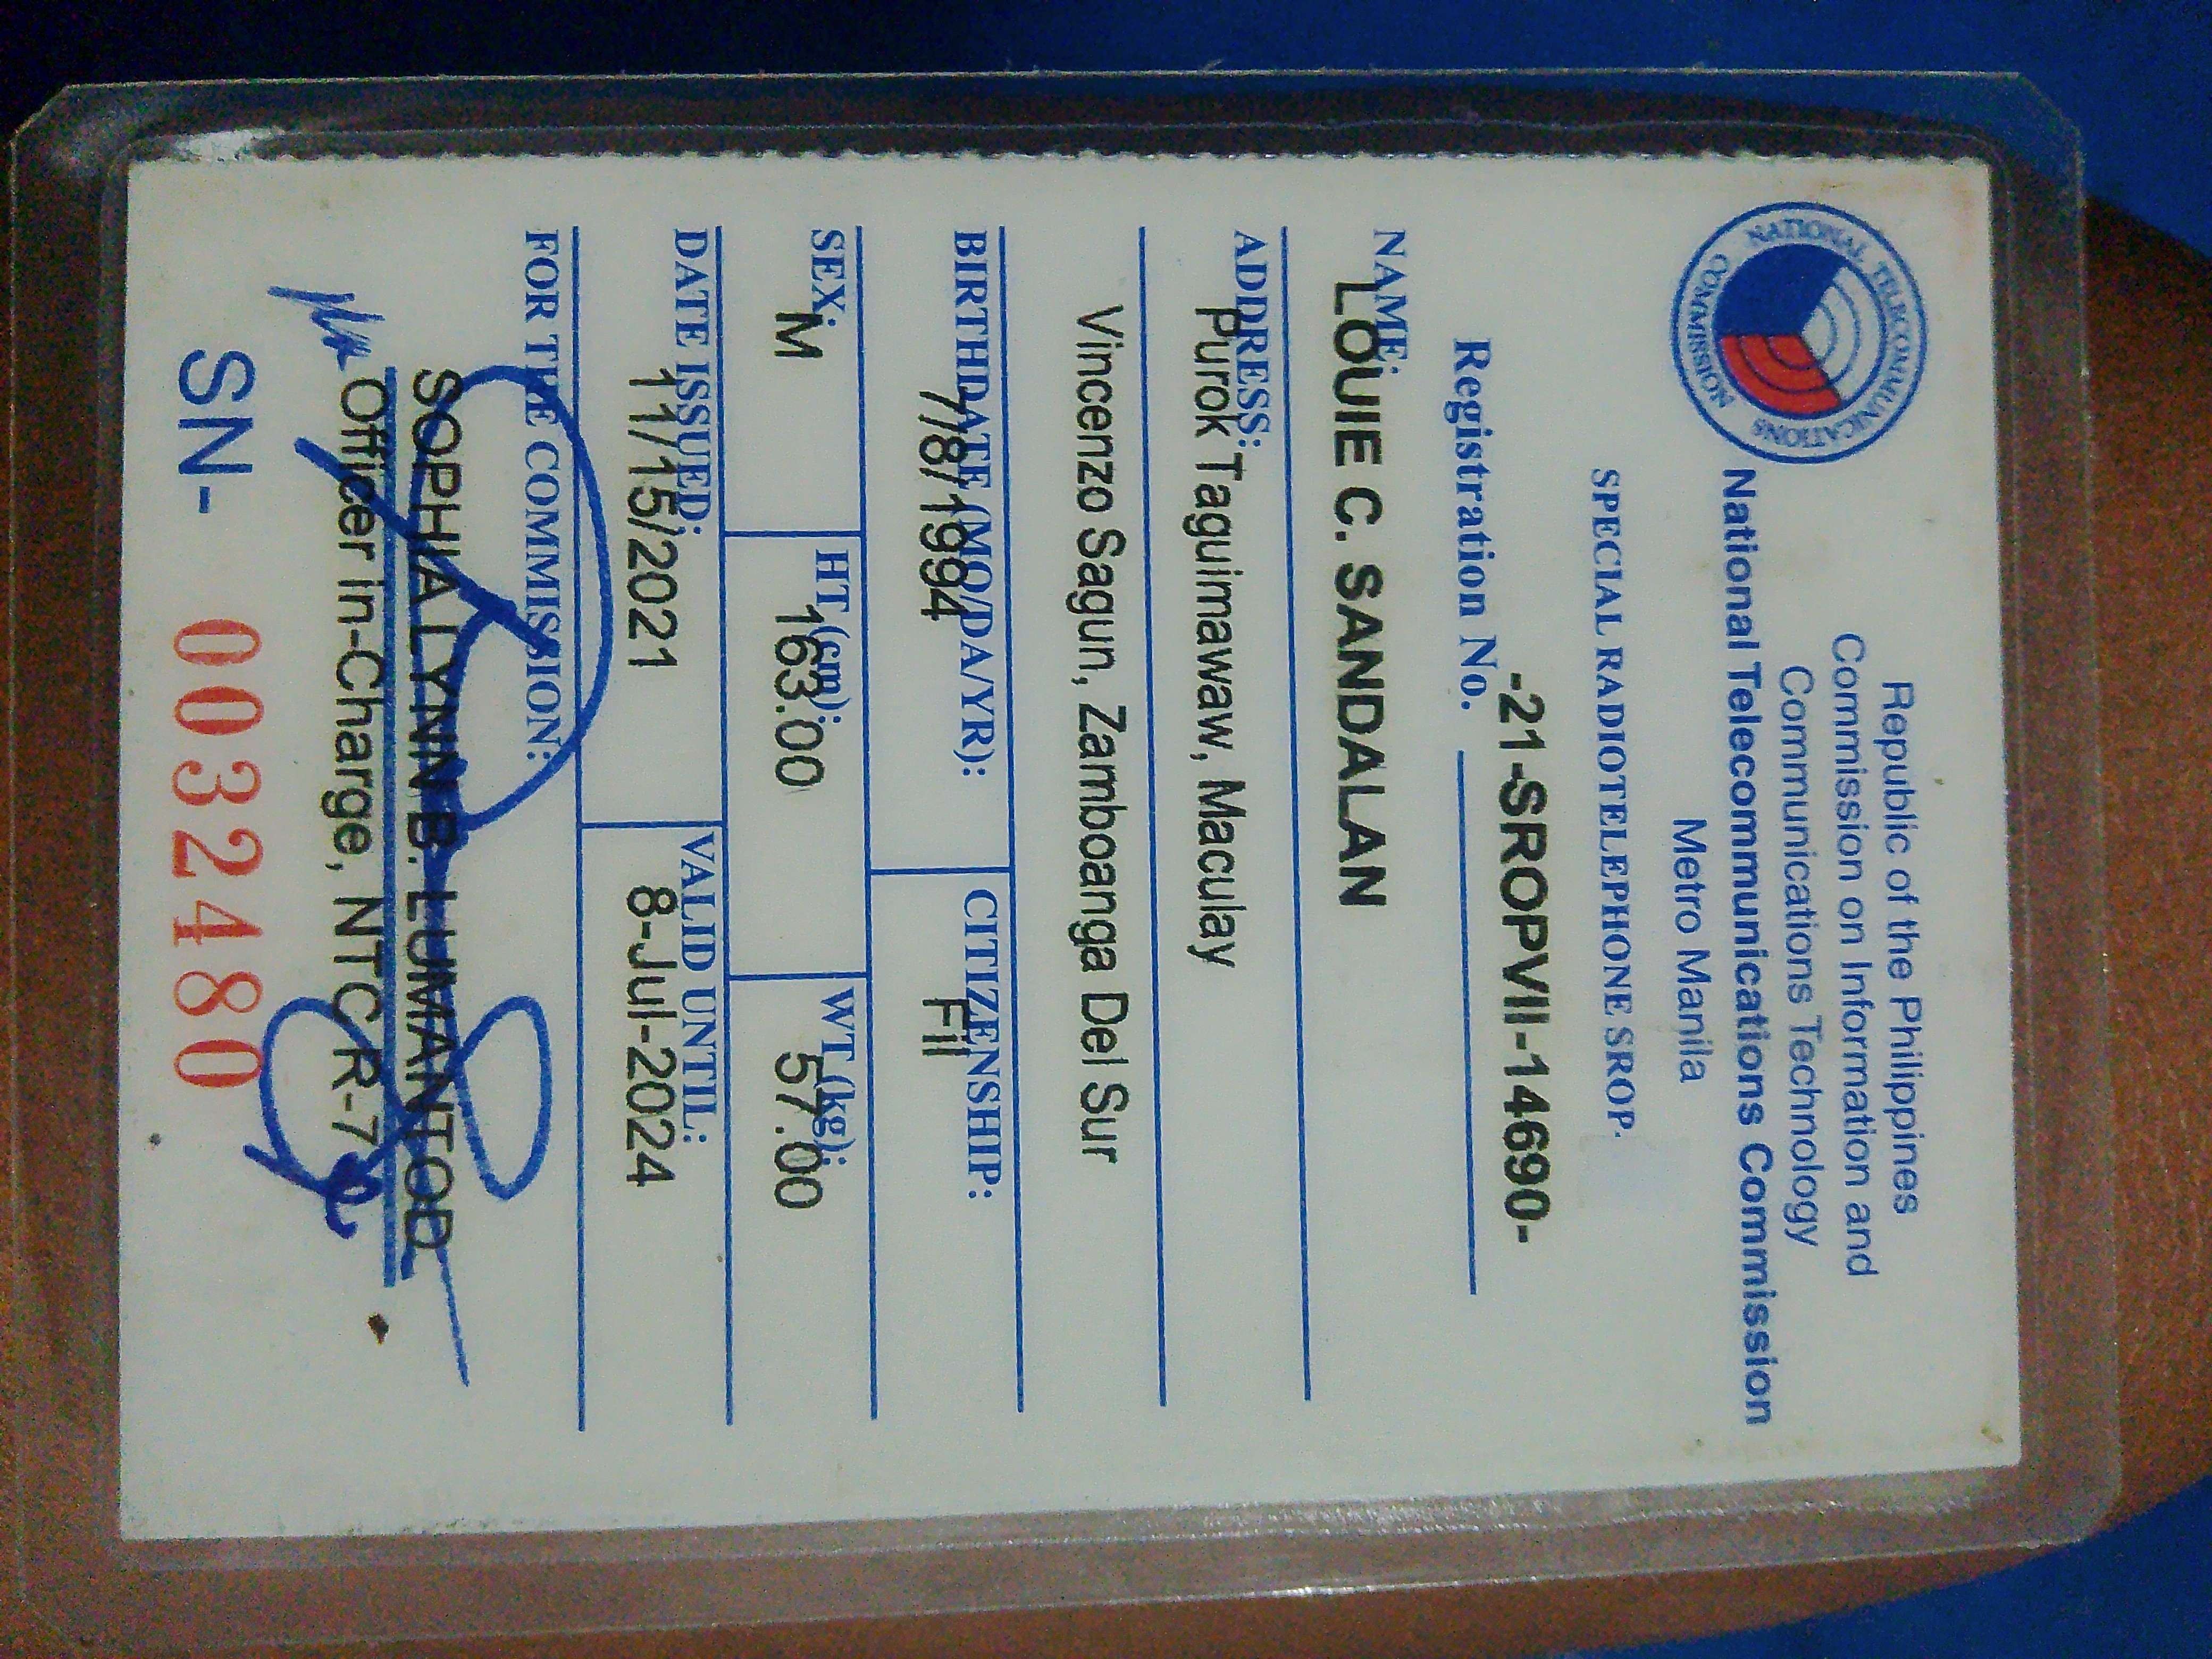 NATIONAL TELECOMMUNICATIONS COMMISSION
Republic of the Philippines
Commission on Information and
Communications Technology
National Telecommunications Commission
Metro Manila
SPECIAL RADIOTELEPHONE SROP.
Registration No. -21-SROPVII-14690-
NAME:
LOUIE C. SANDALAN
ADDRESS:
Purok Taguimawaw, Maculay
Vincenzo Sagun, Zamboanga Del Sur
BIRTHDATE (MO/DA/YR): CITIZENSHIP:
7/8/1994 Fil
SEX: HT (cm): WT (kg):
M 163.00 57.00
DATE ISSUED: VALID UNTIL:
11/15/2021 8-Jul-2024
FOR THE COMMISSION:
SOPHIA LYNN B. LUMANTOD
Officer in-Charge, NTC R-7
SN- 0032480